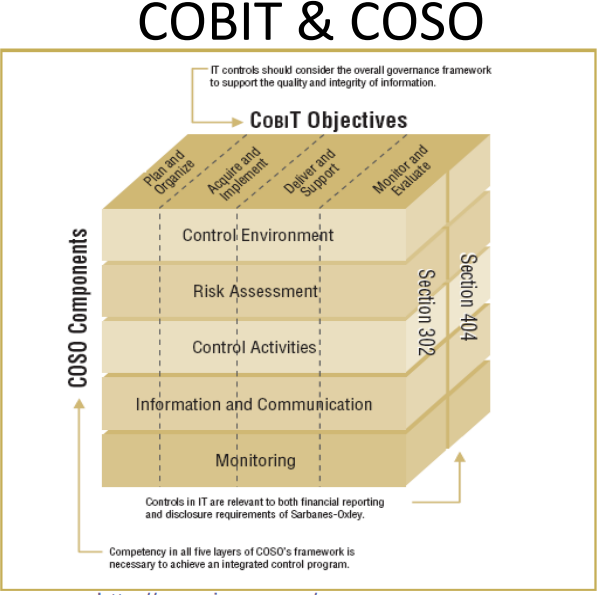 COBIT & COSO
IT controls should consider the overall governance framework
to support the quality and integrity of information.
COBIT Objectives
Plan and
Organize
Acquire and
Implement
Deliver and
Support
Monitor and
Evaluate
COSO Components
Control Environment
Risk Assessment
Control Activities
Information and Communication
Monitoring
Section 302
Section 404
Controls in IT are relevant to both financial reporting
and disclosure requirements of Sarbanes-Oxley.
Competency in all five layers of COSO's framework is
necessary to achieve an integrated control program.